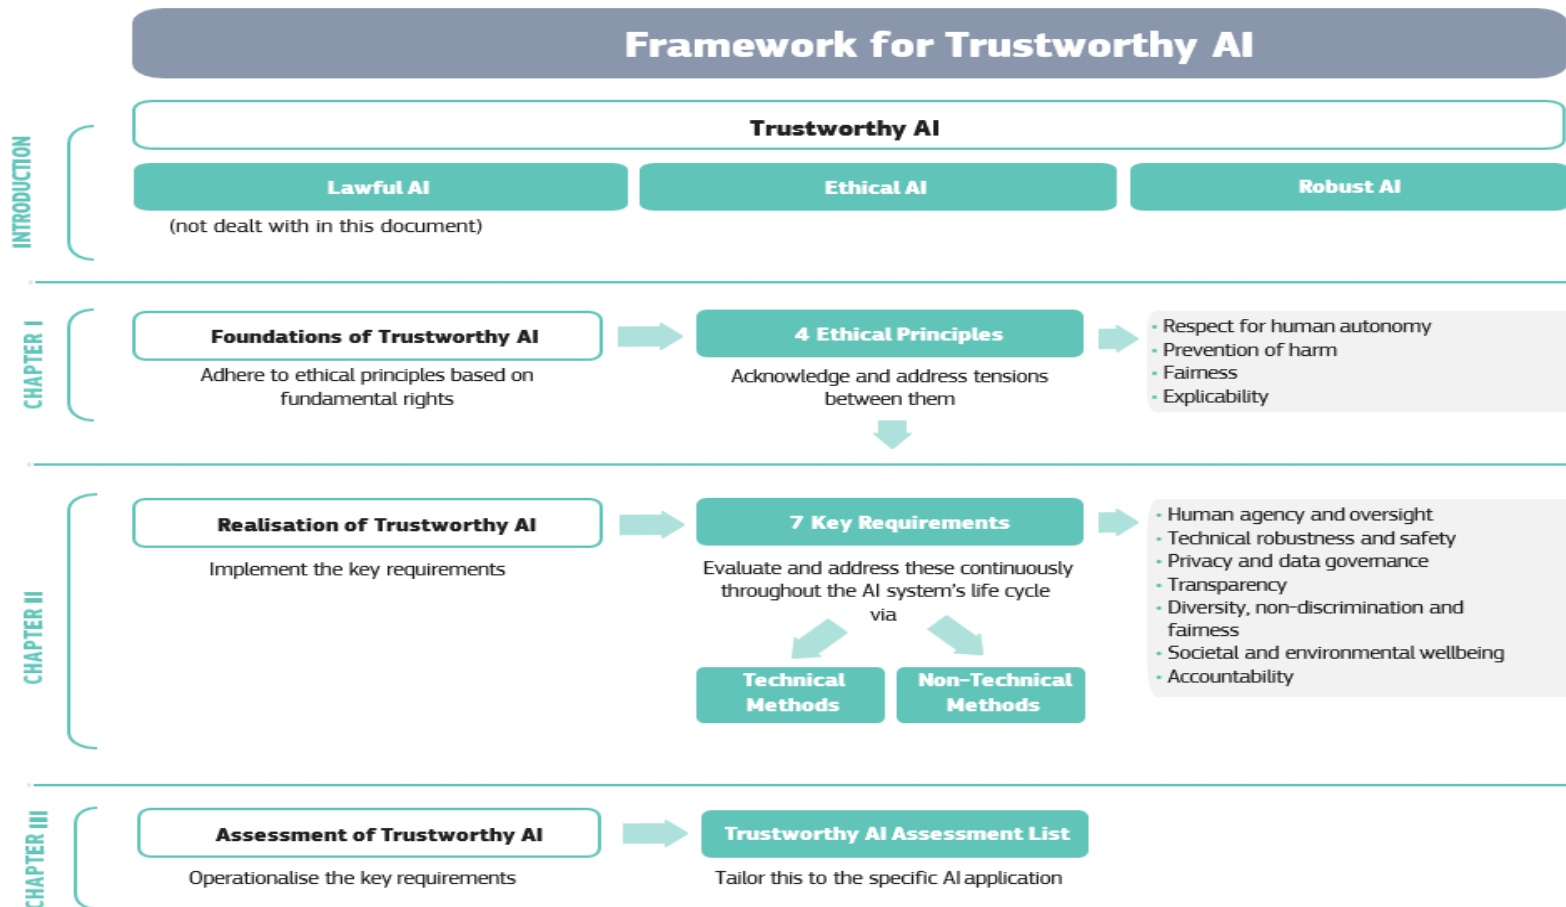 Framework for Trustworthy AI
INTRODUCTION
Trustworthy AI
Lawful AI
Ethical AI
Robust AI
(not dealt with in this document)
CHAPTER I
Foundations of Trustworthy AI
Adhere to ethical principles based on
fundamental rights
4 Ethical Principles
Acknowledge and address tensions
between them
• Respect for human autonomy
• Prevention of harm
• Fairness
• Explicability
CHAPTER II
Realisation of Trustworthy AI
Implement the key requirements
7 Key Requirements
Evaluate and address these continuously
throughout the AI system's life cycle
via
Technical
Methods
Non-Technical
Methods
• Human agency and oversight
• Technical robustness and safety
• Privacy and data governance
• Transparency
• Diversity, non-discrimination and
fairness
• Societal and environmental wellbeing
• Accountability
CHAPTER III
Assessment of Trustworthy AI
Operationalise the key requirements
Trustworthy AI Assessment List
Tailor this to the specific AI application